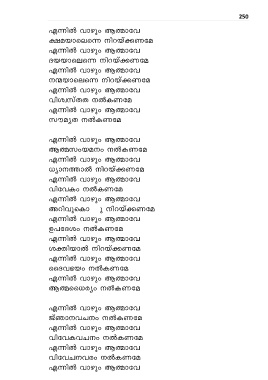 250
എന്നിൽ വാഴും ആത്മാവേ
ക്ഷമയാലെന്നെ നിറയ്ക്കണമേ
എന്നിൽ വാഴും ആത്മാവേ
ദയയാലെന്നെ നിറയ്ക്കണമേ
എന്നിൽ വാഴും ആത്മാവേ
നന്മയാലെന്നെ നിറയ്ക്കണമേ
എന്നിൽ വാഴും ആത്മാവേ
വിശ്വസ്തത നൽകണമേ
എന്നിൽ വാഴും ആത്മാവേ
സൗമ്യത നൽകണമേ
എന്നിൽ വാഴും ആത്മാവേ
ആത്മസംയമനം നൽകണമേ
എന്നിൽ വാഴും ആത്മാവേ
ധ്യാനത്താൽ നിറയ്ക്കണമേ
എന്നിൽ വാഴും ആത്മാവേ
വിവേകം നൽകണമേ
എന്നിൽ വാഴും ആത്മാവേ
അറിവുകൊ ു നിറയ്ക്കണമേ
എന്നിൽ വാഴും ആത്മാവേ
ഉപദേശം നൽകണമേ
എന്നിൽ വാഴും ആത്മാവേ
ശക്തിയാൽ നിറയ്ക്കണമേ
എന്നിൽ വാഴും ആത്മാവേ
ദൈവഭയം നൽകണമേ
എന്നിൽ വാഴും ആത്മാവേ
ആത്മധൈര്യം നൽകണമേ
എന്നിൽ വാഴും ആത്മാവേ
ജ്ഞാനവചനം നൽകണമേ
എന്നിൽ വാഴും ആത്മാവേ
വിവേകവചനം നൽകണമേ
എന്നിൽ വാഴും ആത്മാവേ
വിവേചനവരം നൽകണമേ
എന്നിൽ വാഴും ആത്മാവേ